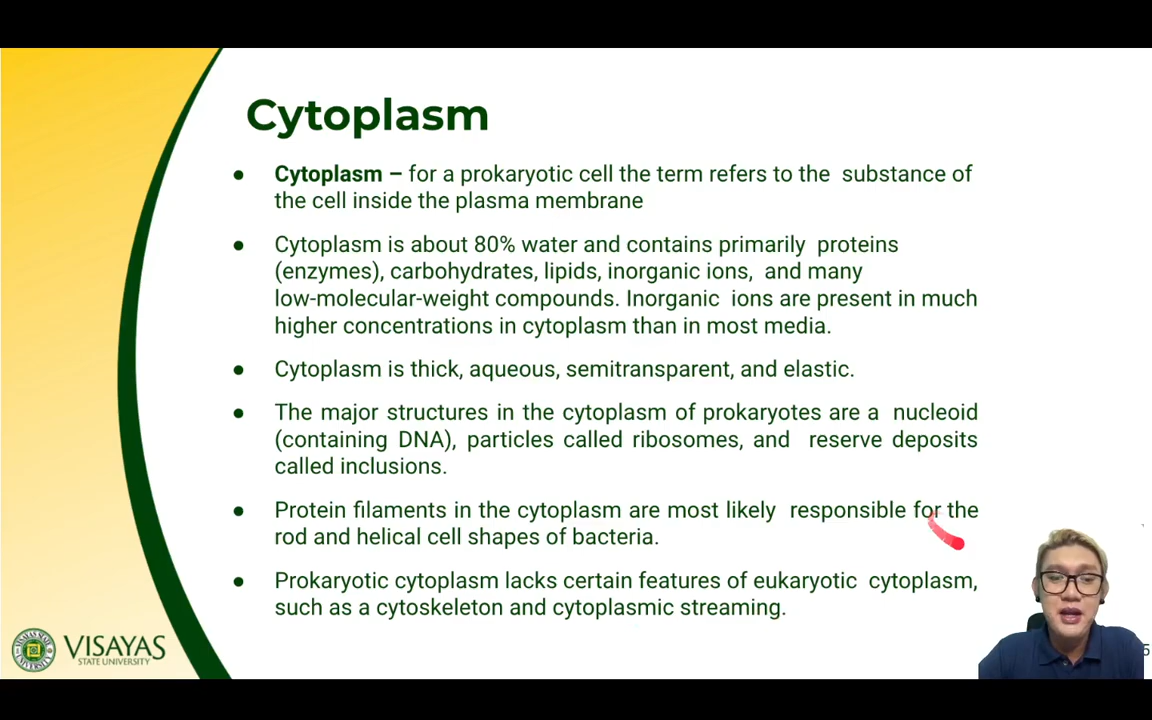 Cytoplasm
● Cytoplasm – for a prokaryotic cell the term refers to the substance of
the cell inside the plasma membrane
● Cytoplasm is about 80% water and contains primarily proteins
(enzymes), carbohydrates, lipids, inorganic ions, and many
low-molecular-weight compounds. Inorganic ions are present in much
higher concentrations in cytoplasm than in most media.
● Cytoplasm is thick, aqueous, semitransparent, and elastic.
● The major structures in the cytoplasm of prokaryotes are a nucleoid
(containing DNA), particles called ribosomes, and reserve deposits
called inclusions.
● Protein filaments in the cytoplasm are most likely responsible for the
rod and helical cell shapes of bacteria.
● Prokaryotic cytoplasm lacks certain features of eukaryotic cytoplasm,
such as a cytoskeleton and cytoplasmic streaming.
VISAYAS
STATE UNIVERSITY